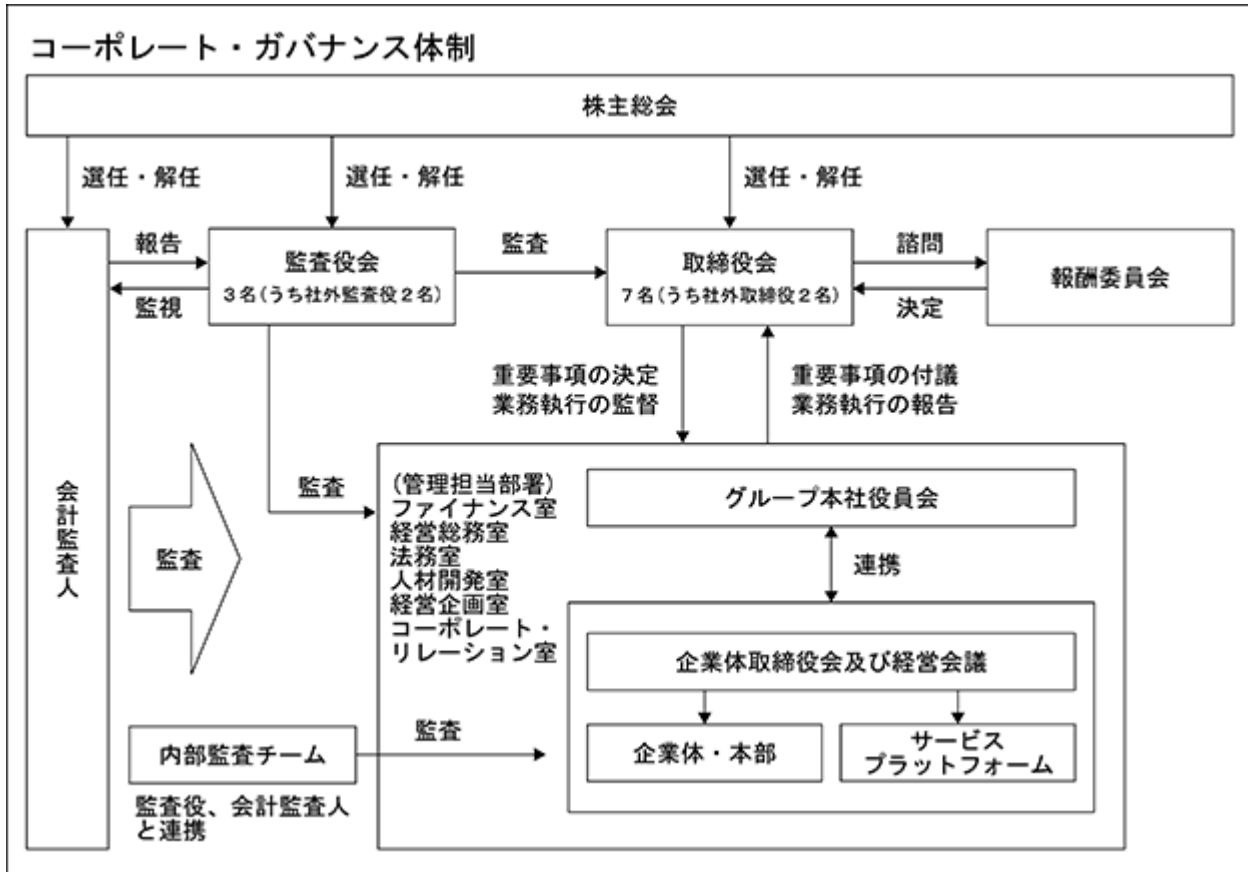 コーポレート・ガバナンス体制
株主総会
選任・解任
選任・解任
選任・解任
報告
監視
監査役会
3名(うち社外監査役2名)
監査
取締役会
7名(うち社外取締役2名)
諮問
決定
報酬委員会
重要事項の決定
業務執行の監督
重要事項の付議
業務執行の報告
会計監査人
監査
監査
(管理担当部署)
ファイナンス室
経営総務室
法務室
人材開発室
経営企画室
コーポレート・
リレーション室
グループ本社役員会
連携
企業体取締役会及び経営会議
企業体・本部
サービス
プラットフォーム
内部監査チーム
監査
監査役、会計監査人
と連携